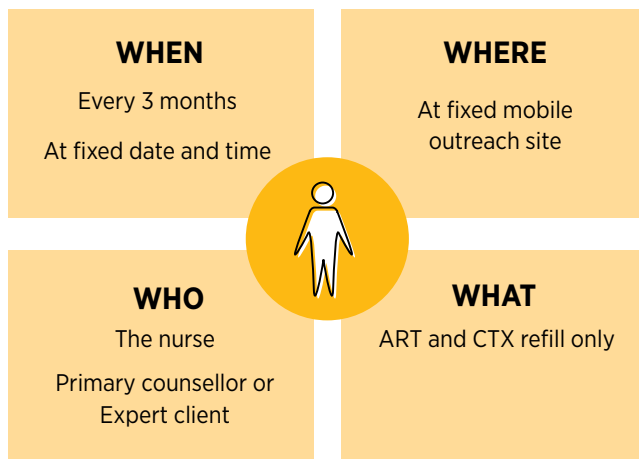 WHEN
Every 3 months
At fixed date and time
WHERE
At fixed mobile
outreach site
WHO
The nurse
Primary counsellor or
Expert client
WHAT
ART and CTX refill only